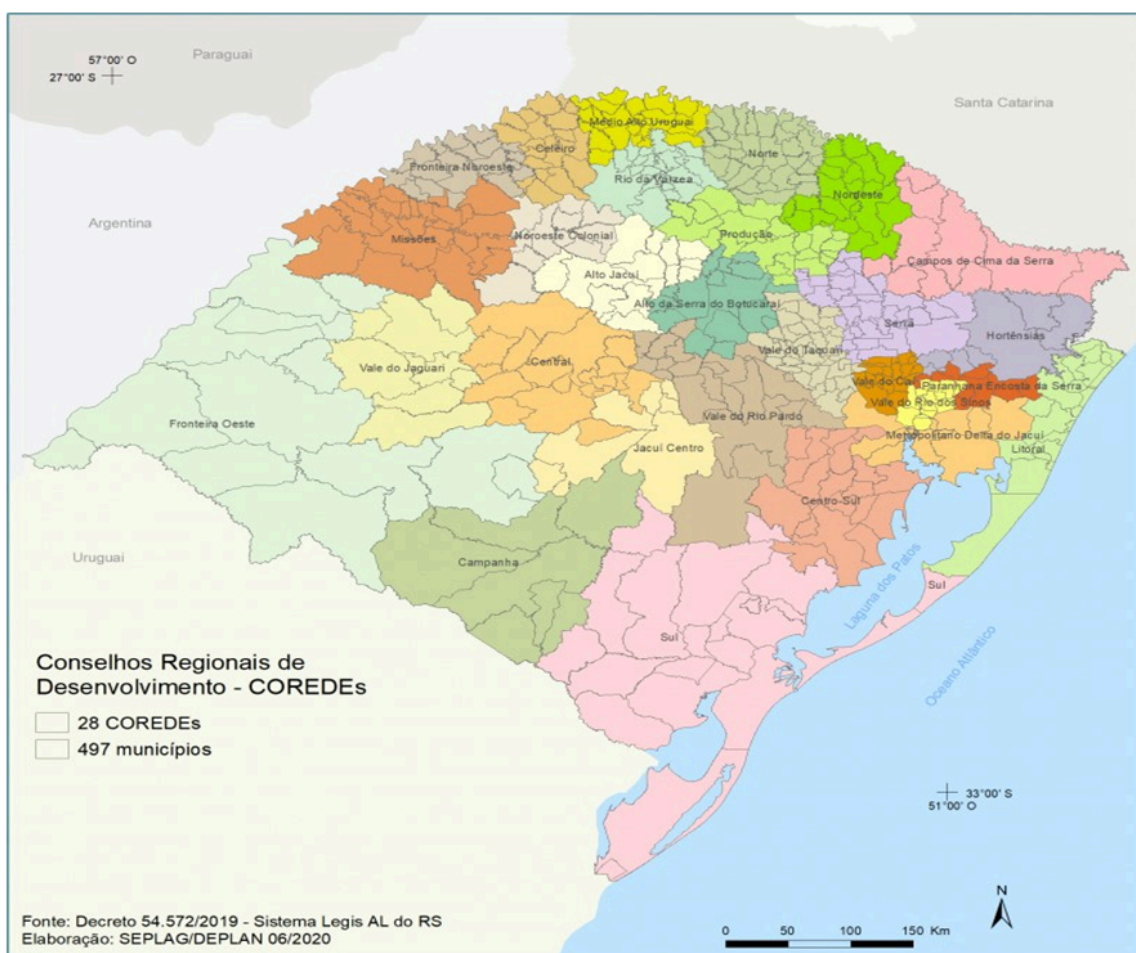 Paraguai
57°00' O
27°00' S
Santa Catarina
Argentina
Uruguai
Médio Alto Uruguai
Celeiro
Norte
Fronteira Noroeste
Rio da Várzea
Nordeste
Missões
Noroeste Colonial
Produção
Campos de Cima da Serra
Alto Jacuí
Alto da Serra do Botucaraí
Serra
Hortênsias
Vale do Jaguari
Central
Vale do Taquari
Vale do Caí
Paranhana Encosta da Serra
Vale do Rio dos Sinos
Fronteira Oeste
Vale do Rio Pardo
Metropolitano Delta do Jacuí
Litoral
Jacuí Centro
Centro-Sul
Campanha
Sul
Sul
Laguna dos Patos
Oceano Atlântico
Conselhos Regionais de
Desenvolvimento - COREDEs
28 COREDEs
497 municípios
33°00' S
51°00' O
Fonte: Decreto 54.572/2019 - Sistema Legis AL do RS
Elaboração: SEPLAG/DEPLAN 06/2020
N
0 50 100 150 Km